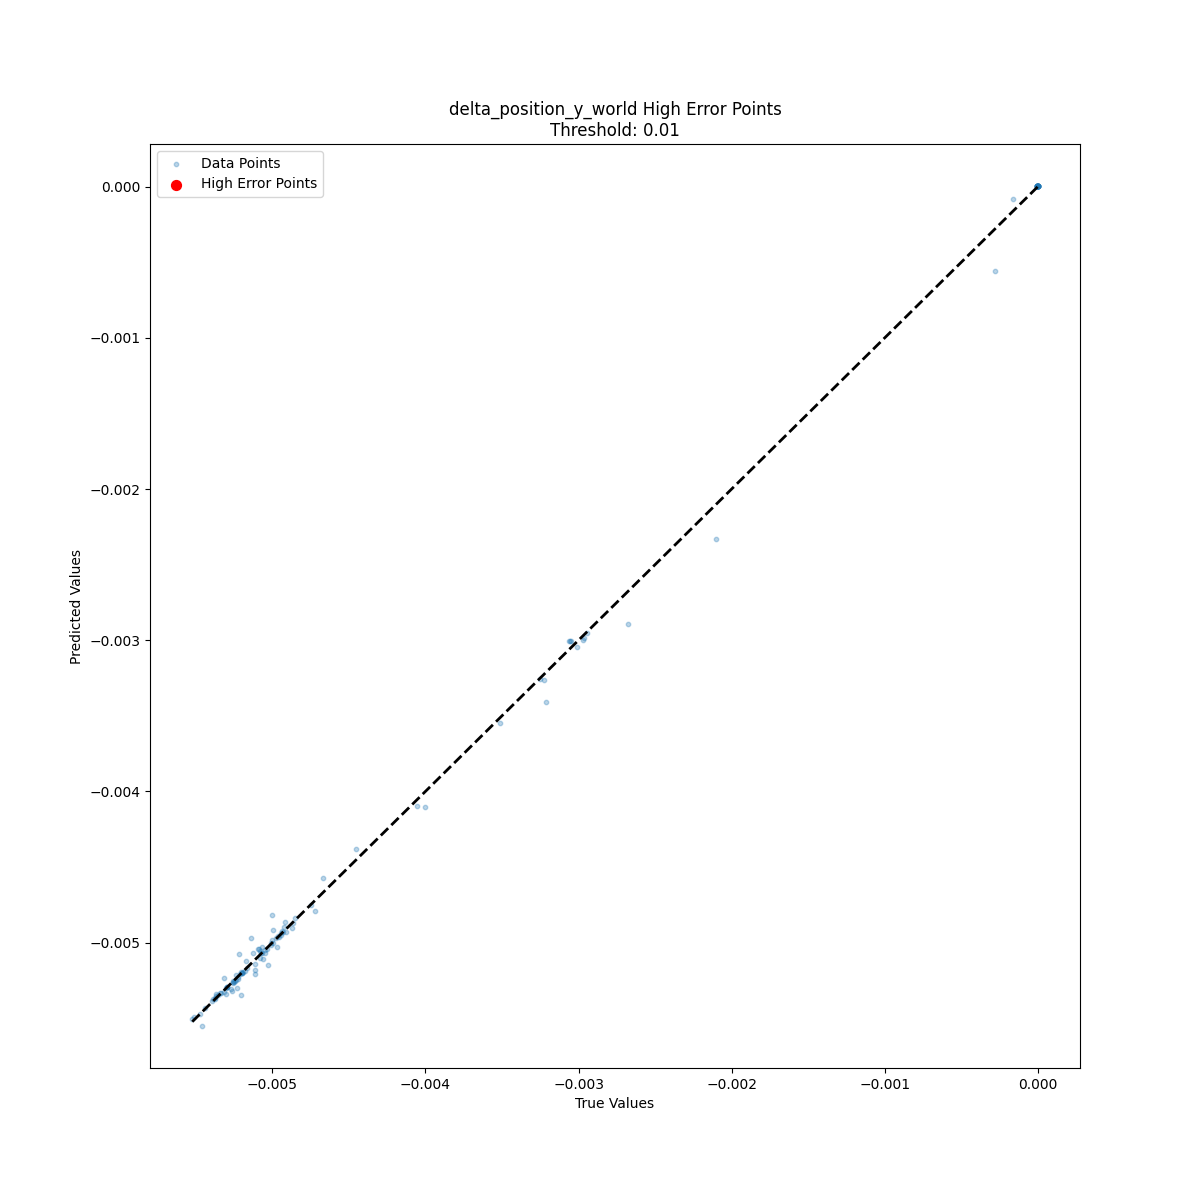 delta_position_y_world High Error Points
Threshold: 0.01
Data Points
High Error Points
0.000
−0.001
−0.002
−0.003
−0.004
−0.005
Predicted Values
−0.005
−0.004
−0.003
−0.002
−0.001
0.000
True Values